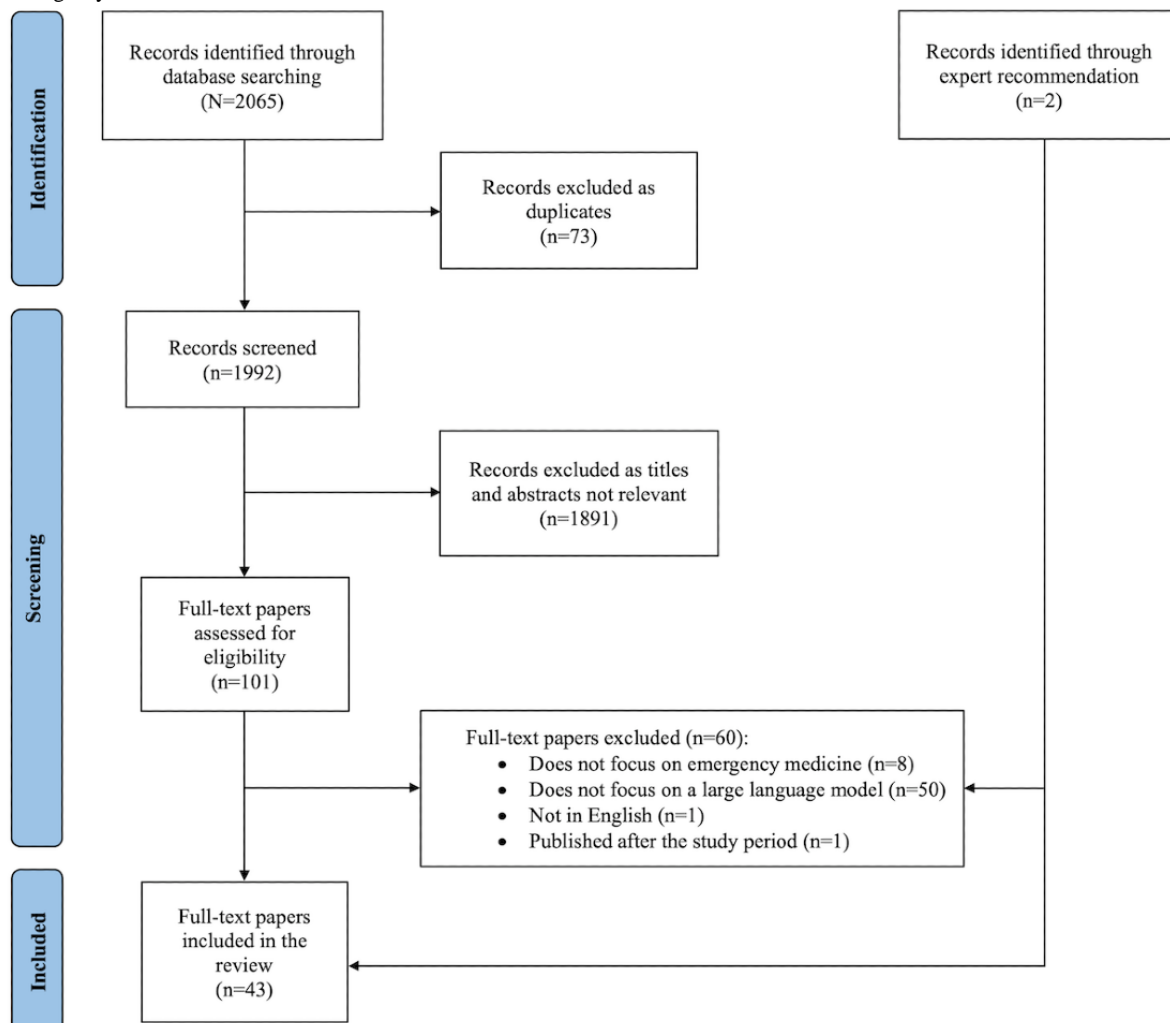 Identification
Records identified through
database searching
(N=2065)
Records identified through
expert recommendation
(n=2)
Records excluded as
duplicates
(n=73)
Screening
Records screened
(n=1992)
Records excluded as titles
and abstracts not relevant
(n=1891)
Full-text papers
assessed for
eligibility
(n=101)
Full-text papers excluded (n=60):
• Does not focus on emergency medicine (n=8)
• Does not focus on a large language model (n=50)
• Not in English (n=1)
• Published after the study period (n=1)
Included
Full-text papers
included in the
review
(n=43)